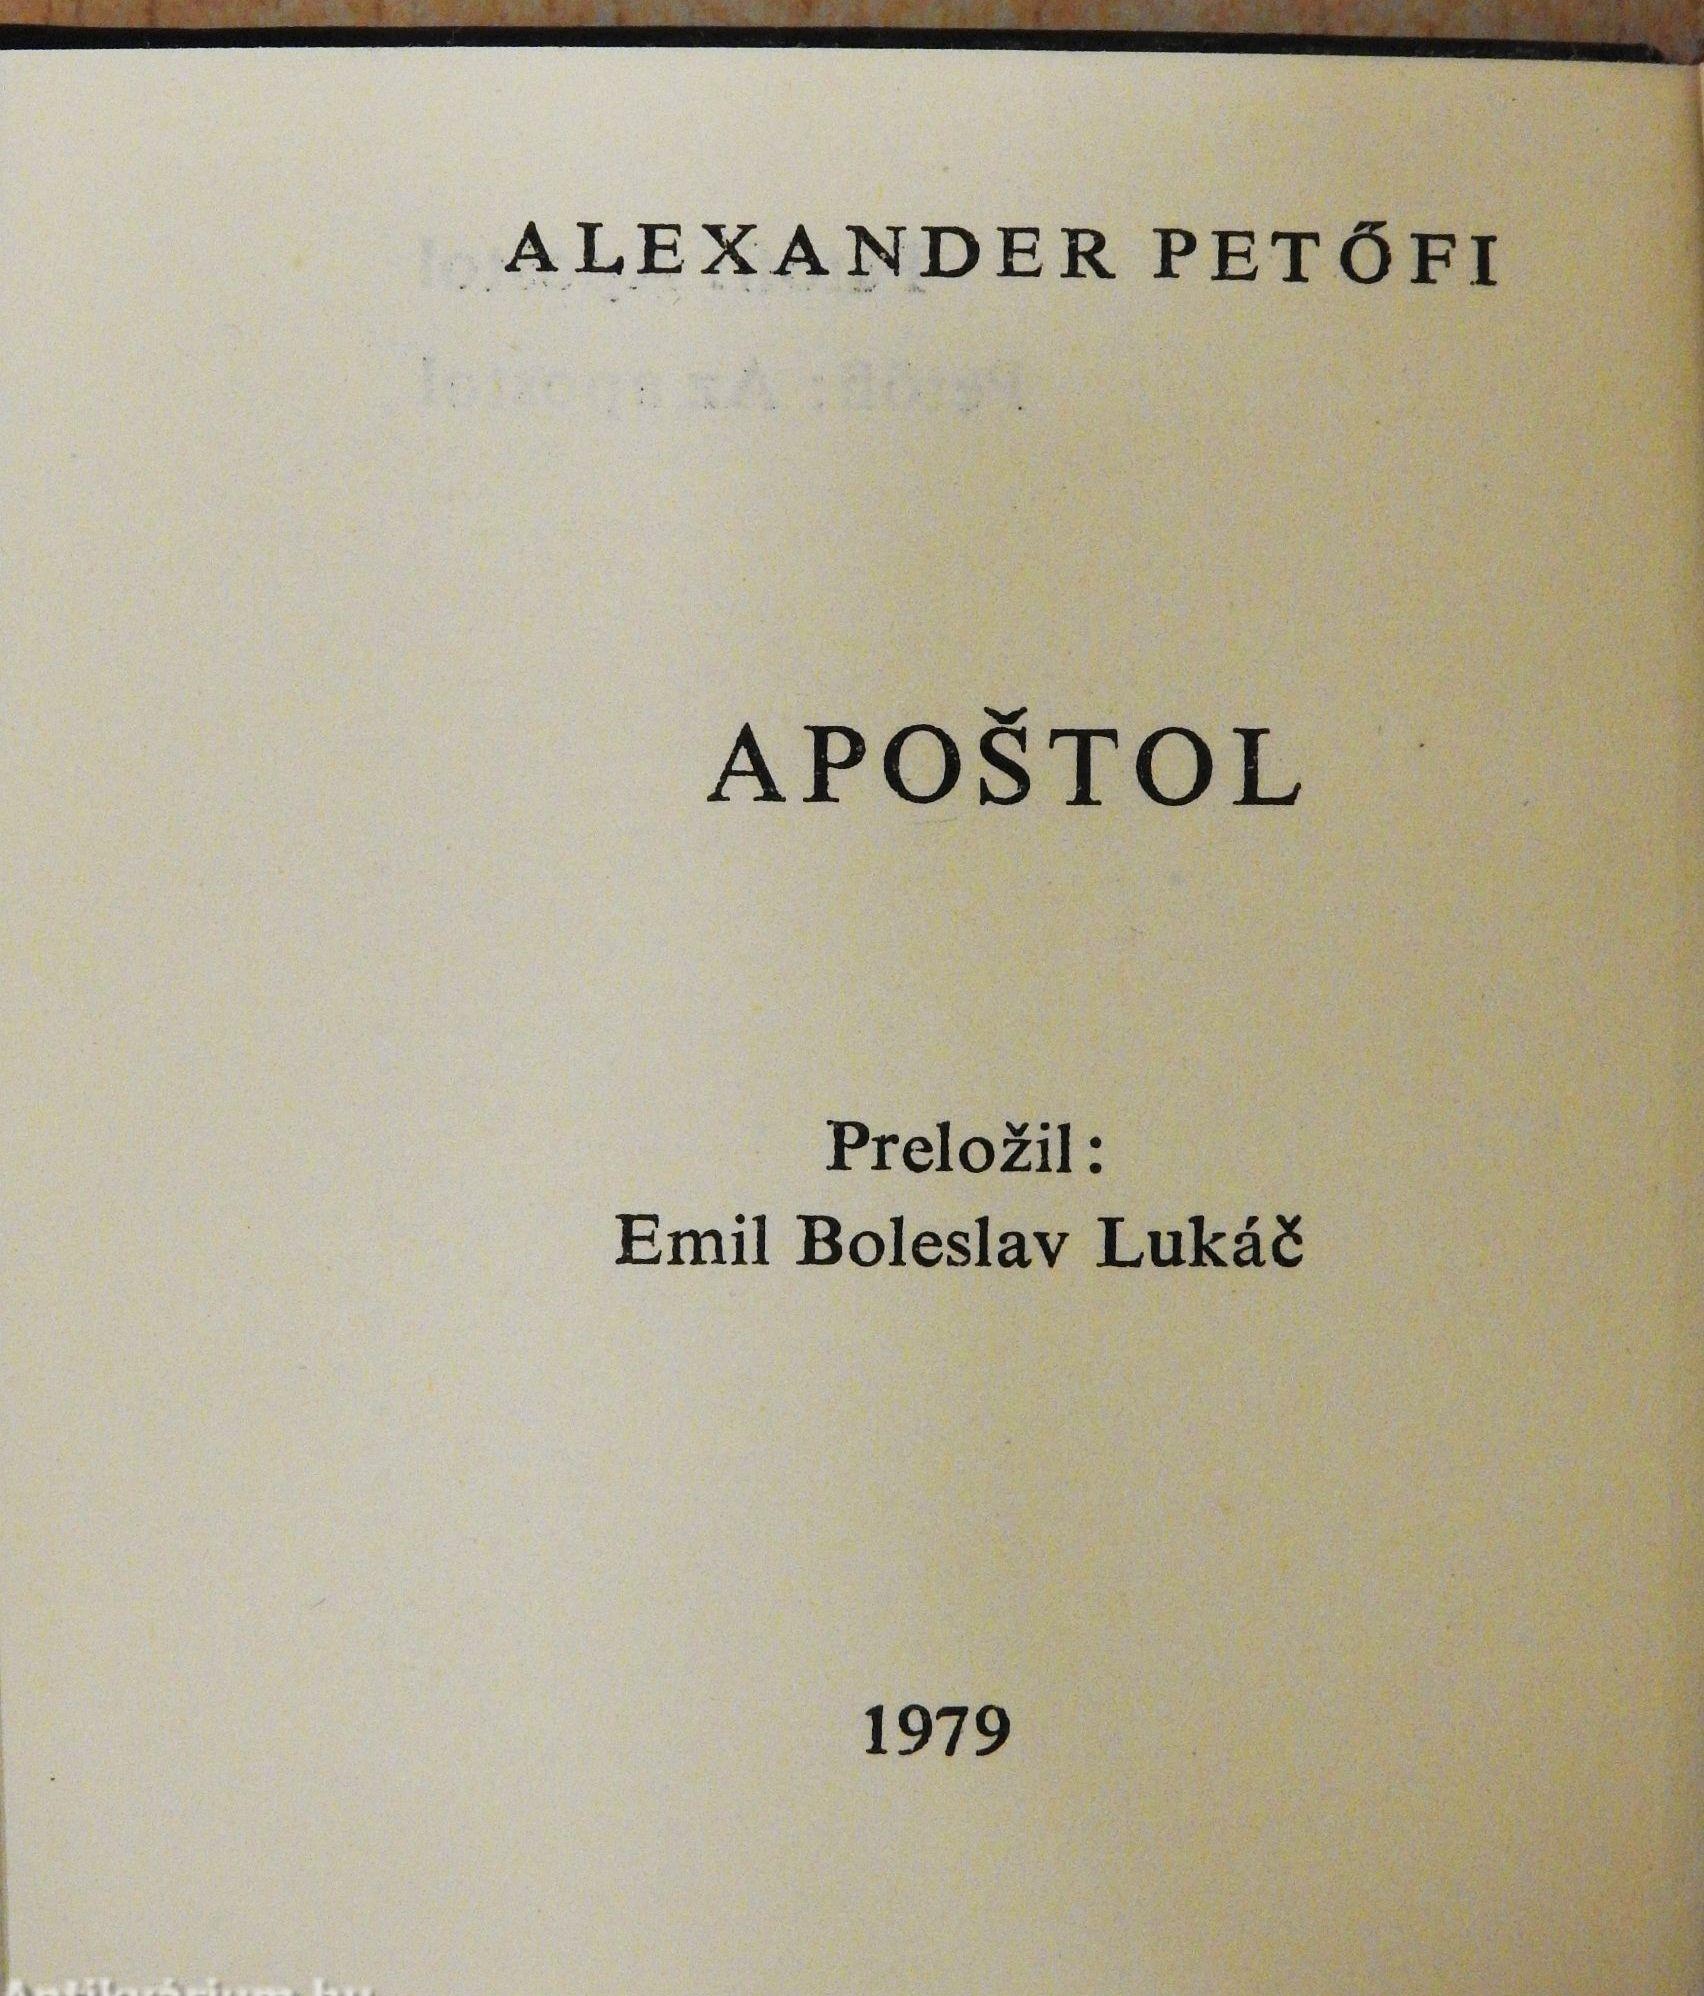 ALEXANDER PETŐFI
APOŠTOL
Preložil:
Emil Boleslav Lukáč
1979